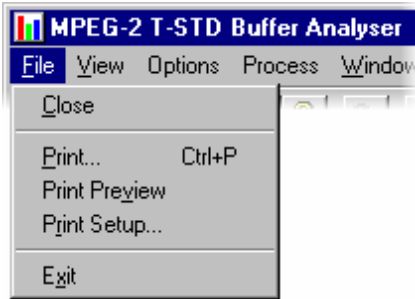 MPEG-2 T-STD Buffer Analyser
File View Options Process Window
Close
Print... Ctrl+P
Print Preview
Print Setup...
Exit